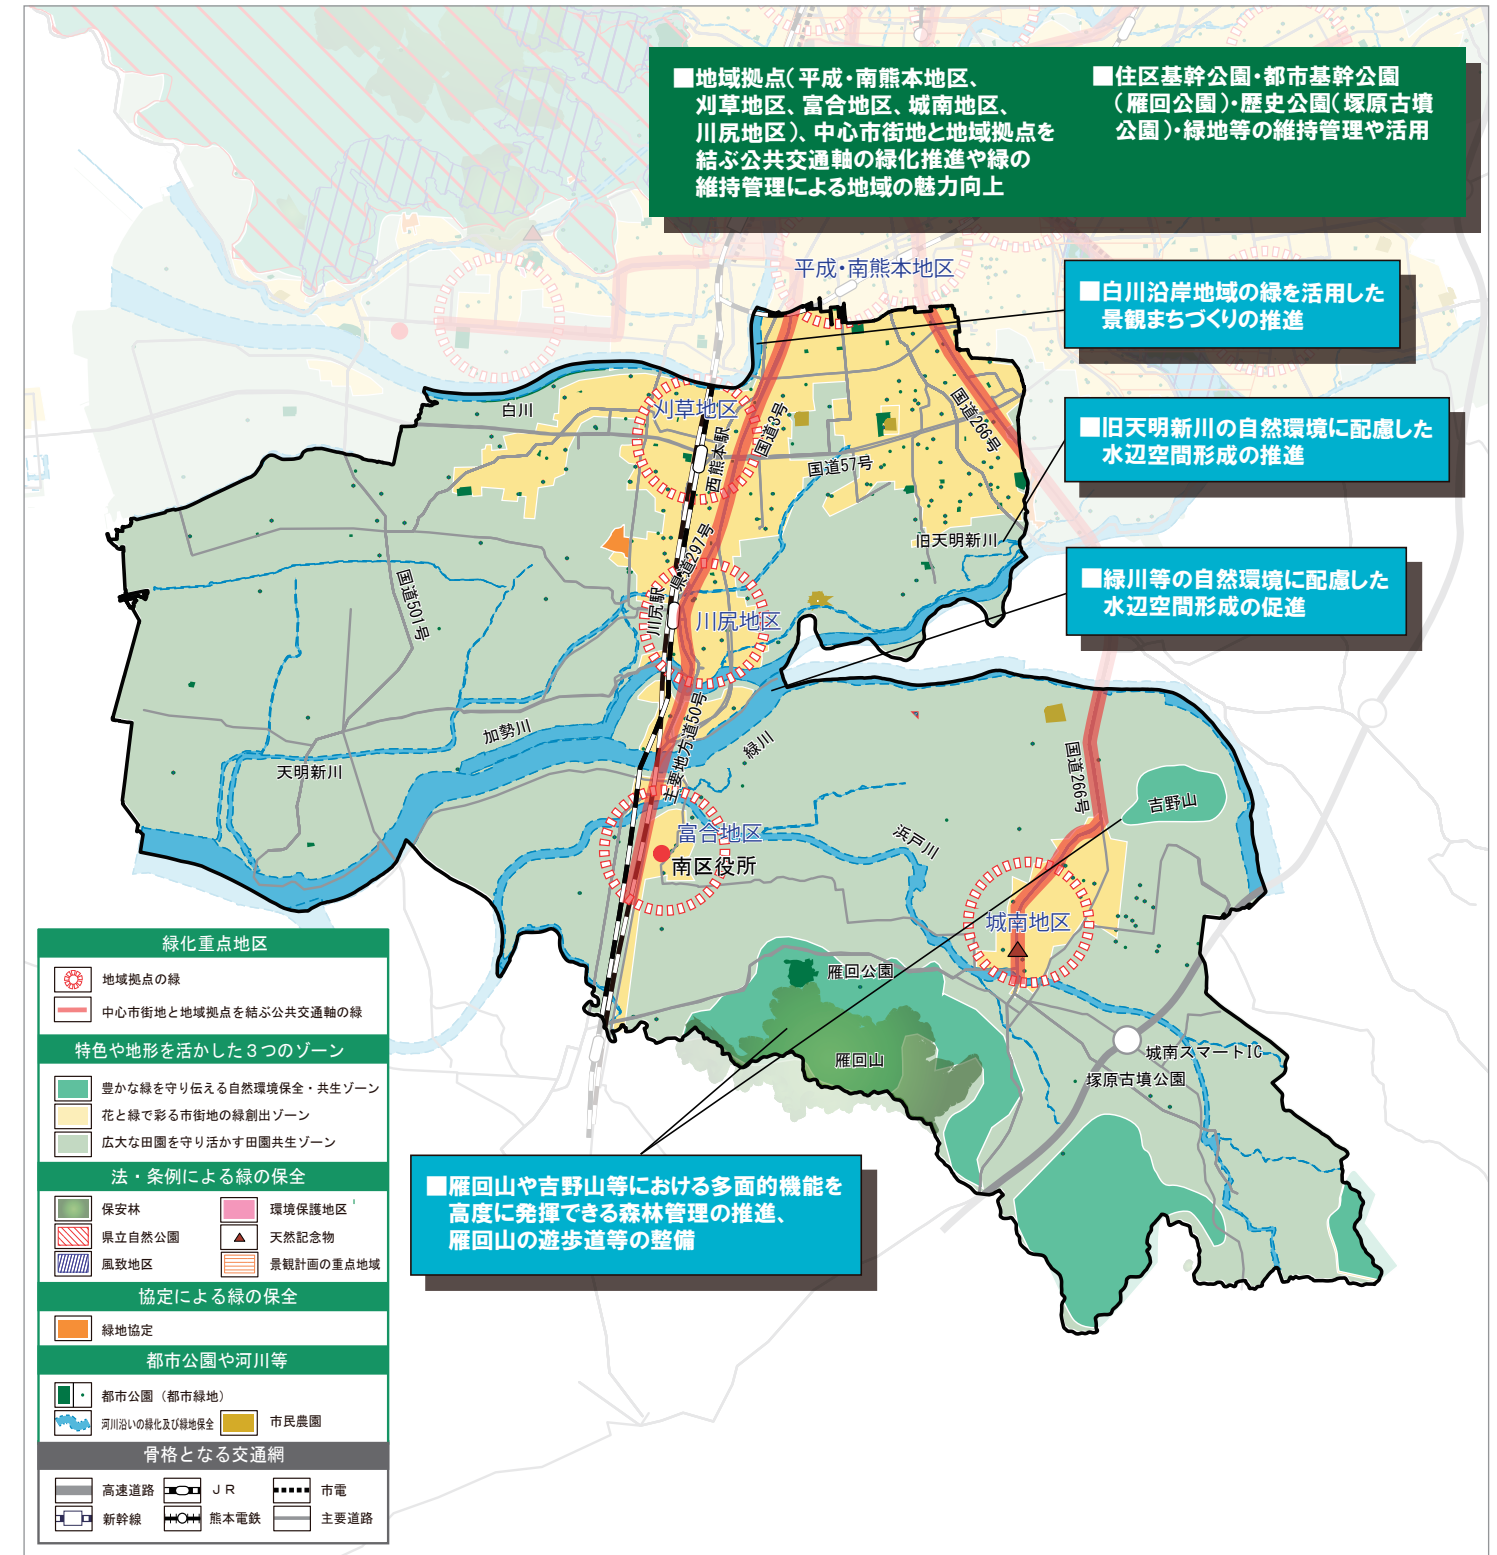 ■地域拠点(平成・南熊本地区、
刈草地区、富合地区、城南地区、
川尻地区)、中心市街地と地域拠点を
結ぶ公共交通軸の緑化推進や緑の
維持管理による地域の魅力向上
■住区基幹公園・都市基幹公園
(雁回公園)・歴史公園(塚原古墳
公園)・緑地等の維持管理や活用
平成・南熊本地区
■白川沿岸地域の緑を活用した
景観まちづくりの推進
白川
刈草地区
西熊本駅
国道3号
国道57号
国道266号
■旧天明新川の自然環境に配慮した
水辺空間形成の推進
旧天明新川
県道297号
国道501号
川尻駅
川尻地区
■緑川等の自然環境に配慮した
水辺空間形成の促進
加勢川
天明新川
主要地方道50号
緑川
国道266号
吉野山
富合地区
南区役所
浜戸川
城南地区
雁回公園
雁回山
城南スマートIC
塚原古墳公園
■雁回山や吉野山等における多面的機能を
高度に発揮できる森林管理の推進、
雁回山の遊歩道等の整備
緑化重点地区
地域拠点の緑
中心市街地と地域拠点を結ぶ公共交通軸の緑
特色や地形を活かした3つのゾーン
豊かな緑を守り伝える自然環境保全・共生ゾーン
花と緑で彩る市街地の緑創出ゾーン
広大な田園を守り活かす田園共生ゾーン
法・条例による緑の保全
保安林
環境保護地区
県立自然公園
天然記念物
風致地区
景観計画の重点地域
協定による緑の保全
緑地協定
都市公園や河川等
都市公園(都市緑地)
河川沿いの緑化及び緑地保全
市民農園
骨格となる交通網
高速道路
JR
市電
新幹線
熊本電鉄
主要道路